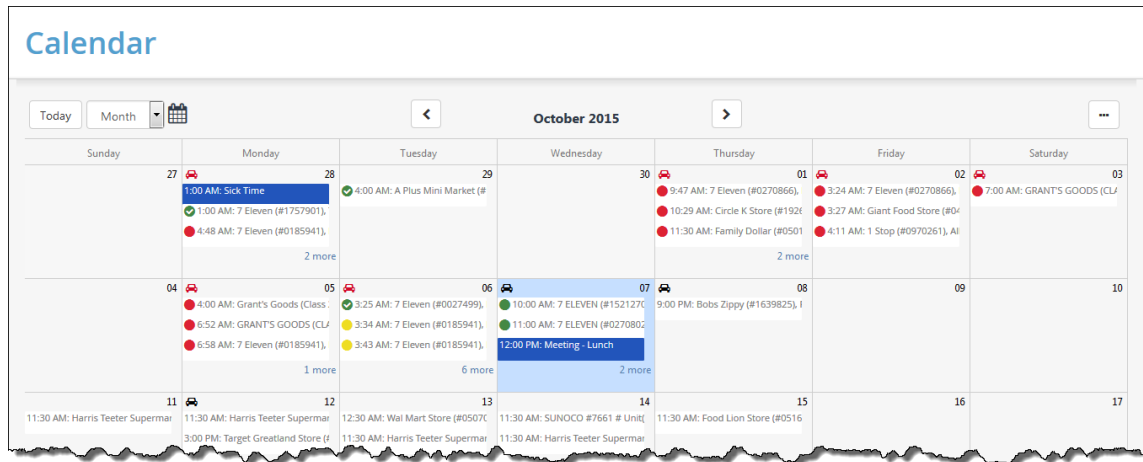 Calendar
Today Month October 2015 ...
Sunday Monday Tuesday Wednesday Thursday Friday Saturday
27 28 29 30 01 02 03
1:00 AM: Sick Time 4:00 AM: A Plus Mini Market (# 9:47 AM: 7 Eleven (#0270866), 3:24 AM: 7 Eleven (#0270866), 7:00 AM: GRANT'S GOODS (CLA
1:00 AM: 7 Eleven (#1757901), 10:29 AM: Circle K Store (#1926 3:27 AM: Giant Food Store (#04
4:48 AM: 7 Eleven (#0185941), 11:30 AM: Family Dollar (#0501 4:11 AM: 1 Stop (#0970261), Al
2 more 2 more
04 05 06 07 08 09 10
4:00 AM: Grant's Goods (Class 3:25 AM: 7 Eleven (#0027499), 10:00 AM: 7 ELEVEN (#1521270 9:00 PM: Bobs Zippy (#1639825),
6:52 AM: GRANT'S GOODS (CLA 3:34 AM: 7 Eleven (#0185941), 11:00 AM: 7 ELEVEN (#0270802
6:58 AM: 7 Eleven (#0185941), 3:43 AM: 7 Eleven (#0185941), 12:00 PM: Meeting - Lunch
1 more 6 more 2 more
11 12 13 14 15 16 17
11:30 AM: Harris Teeter Supermar 11:30 AM: Harris Teeter Supermar 12:30 AM: Wal Mart Store (#05070 11:30 AM: SUNOCO #7661 # Unit( 11:30 AM: Food Lion Store (#0516
3:00 PM: Target Greatland Store (# 11:30 AM: Harris Teeter Supermar 11:30 AM: Harris Teeter Supermar